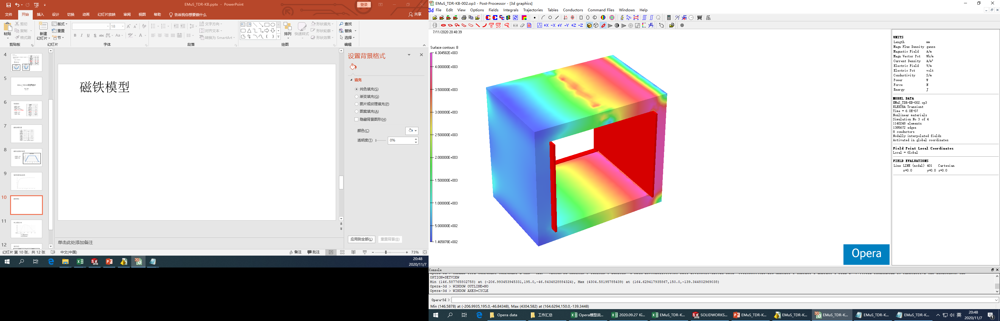 EMuS_TDR-KB.pptx - PowerPoint
登录
文件 开始 插入 设计 切换 动画 幻灯片放映 审阅 视图 帮助 告诉我你想要做什么 共享
粘贴 剪切 复制 格式刷
新建 幻灯片 版式 重置 节
18
B I U S abc AV Aa A
文字方向 对齐文本 转换为 SmartArt
排列 快速样式 形状填充 形状轮廓 形状效果
查找 替换 选择
剪贴板 幻灯片 字体 段落 绘图 编辑
4
5
6
7
8
9
10
11
12
磁铁模型
设置背景格式
填充
纯色填充(S)
渐变填充(G)
图片或纹理填充(P)
图案填充(A)
隐藏背景图形(H)
颜色(C)
透明度(T) 0%
应用到全部(L) 重置背景(B)
单击此处添加备注
幻灯片 第 10 张，共 12 张 中文(中国) 备注 批注 73%
20:48
2020/11/7
EMuS_TDR-KB-002.op3 - Post-Processor - [3d graphics]
File Edit View Options Fields Integrals Trajectories Tables Conductors Command Files Windows Help
+X -X +Y -Y +Z -Z
7/11/2020 20:48:39
Surface contours: B
4.304582E+003
4.000000E+003
3.500000E+003
3.000000E+003
2.500000E+003
2.000000E+003
1.500000E+003
1.000000E+003
5.000000E+002
1.465878E+002
UNITS
Length mm
Magn Flux Density gauss
Magnetic Field A/m
Magn Vector Pot Wb/m
Current Density A/m²
Electric Field V/m
Electric Pot volt
Conductivity S/m
Power W
Force N
Energy J
MODEL DATA
EMuS_TDR-KB-002.op3
ELEKTRA Transient
Time = 6.0E-07
Nonlinear materials
Simulation No 3 of 4
1140248 elements
1385672 edges
8 conductors
Nodally interpolated fields
Activated in global coordinates
Field Point Local Coordinates
Local = Global
FIELD EVALUATIONS
Line LINE (nodal) 401 Cartesian
x=0.0 y=0.0 z=0.0
Opera
Console
OPTION=SETVIEW
Min (146.587765802758) at (-206.993453945331,195.0,-46.8434828884324), Max (4304.58195785439) at (164.629417935867,150.0,-139.344802969038)
Opera-3d > WINDOW OUTLINE=NO
Opera-3d > WINDOW AXES=CYCLE
Opera-3d >
Min (146.5878) at (-206.9935,195.0,-46.84348), Max (4304.582) at (164.6294,150.0,-139.3448)
Opera data 工作汇总 Opera模型说... 2020.09.27 Ki... EMuS_TDR-K... SOLIDWORKS... EMuS_TDR-K... EMuS_TDR-K... EMuS_TDR-K... EMuS_TDR-K... EMuS_TDR-K... 英
20:48
2020/11/7